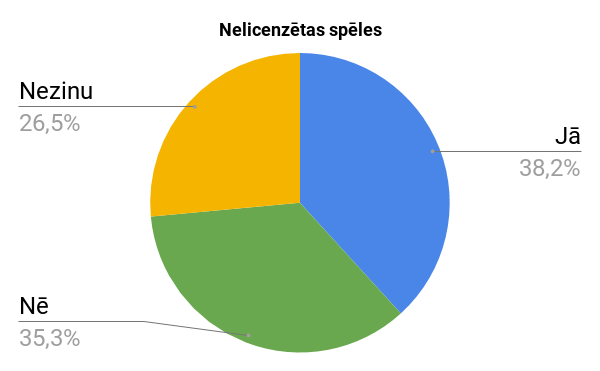 Nelicenzētas spēles
Nezinu
26,5%
Jā
38,2%
Nē
35,3%